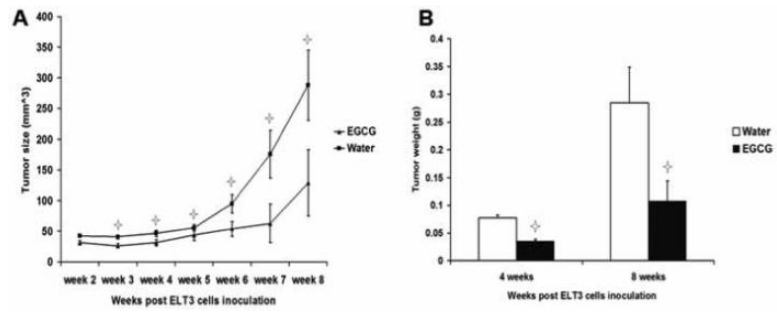 A
400
350
300
250
200
150
100
50
0
Tumor size (mm^3)
week 2 week 3 week 4 week 5 week 6 week 7 week 8
Weeks post ELT3 cells inoculation
EGCG
Water
B
0.4
0.35
0.3
0.25
0.2
0.15
0.1
0.05
0
Tumor weight (g)
4 weeks 8 weeks
Weeks post ELT3 cells inoculation
Water
EGCG